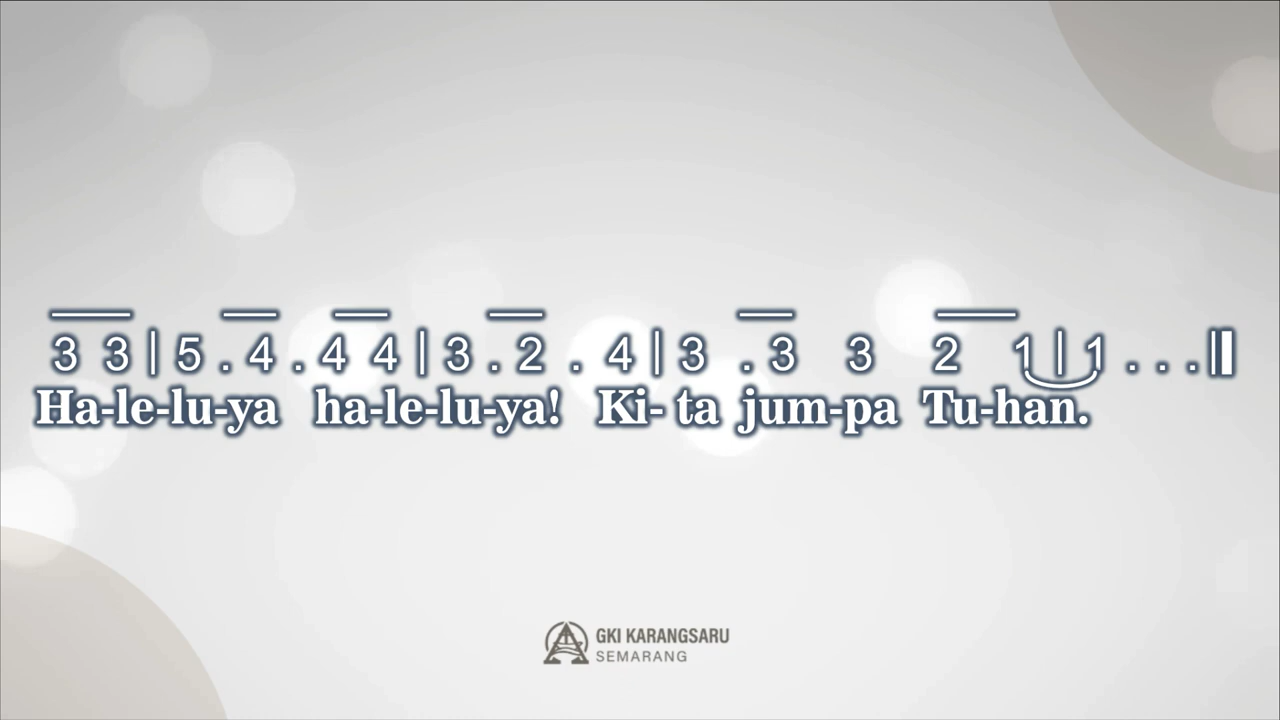 3 3 | 5 . 4 . 4 4 | 3 . 2 . 4 | 3 . 3 3 2 1 | 1 . . . ||
Ha-le-lu-ya ha-le-lu-ya! Ki- ta jum-pa Tu-han.
GKI KARANGSARU
SEMARANG